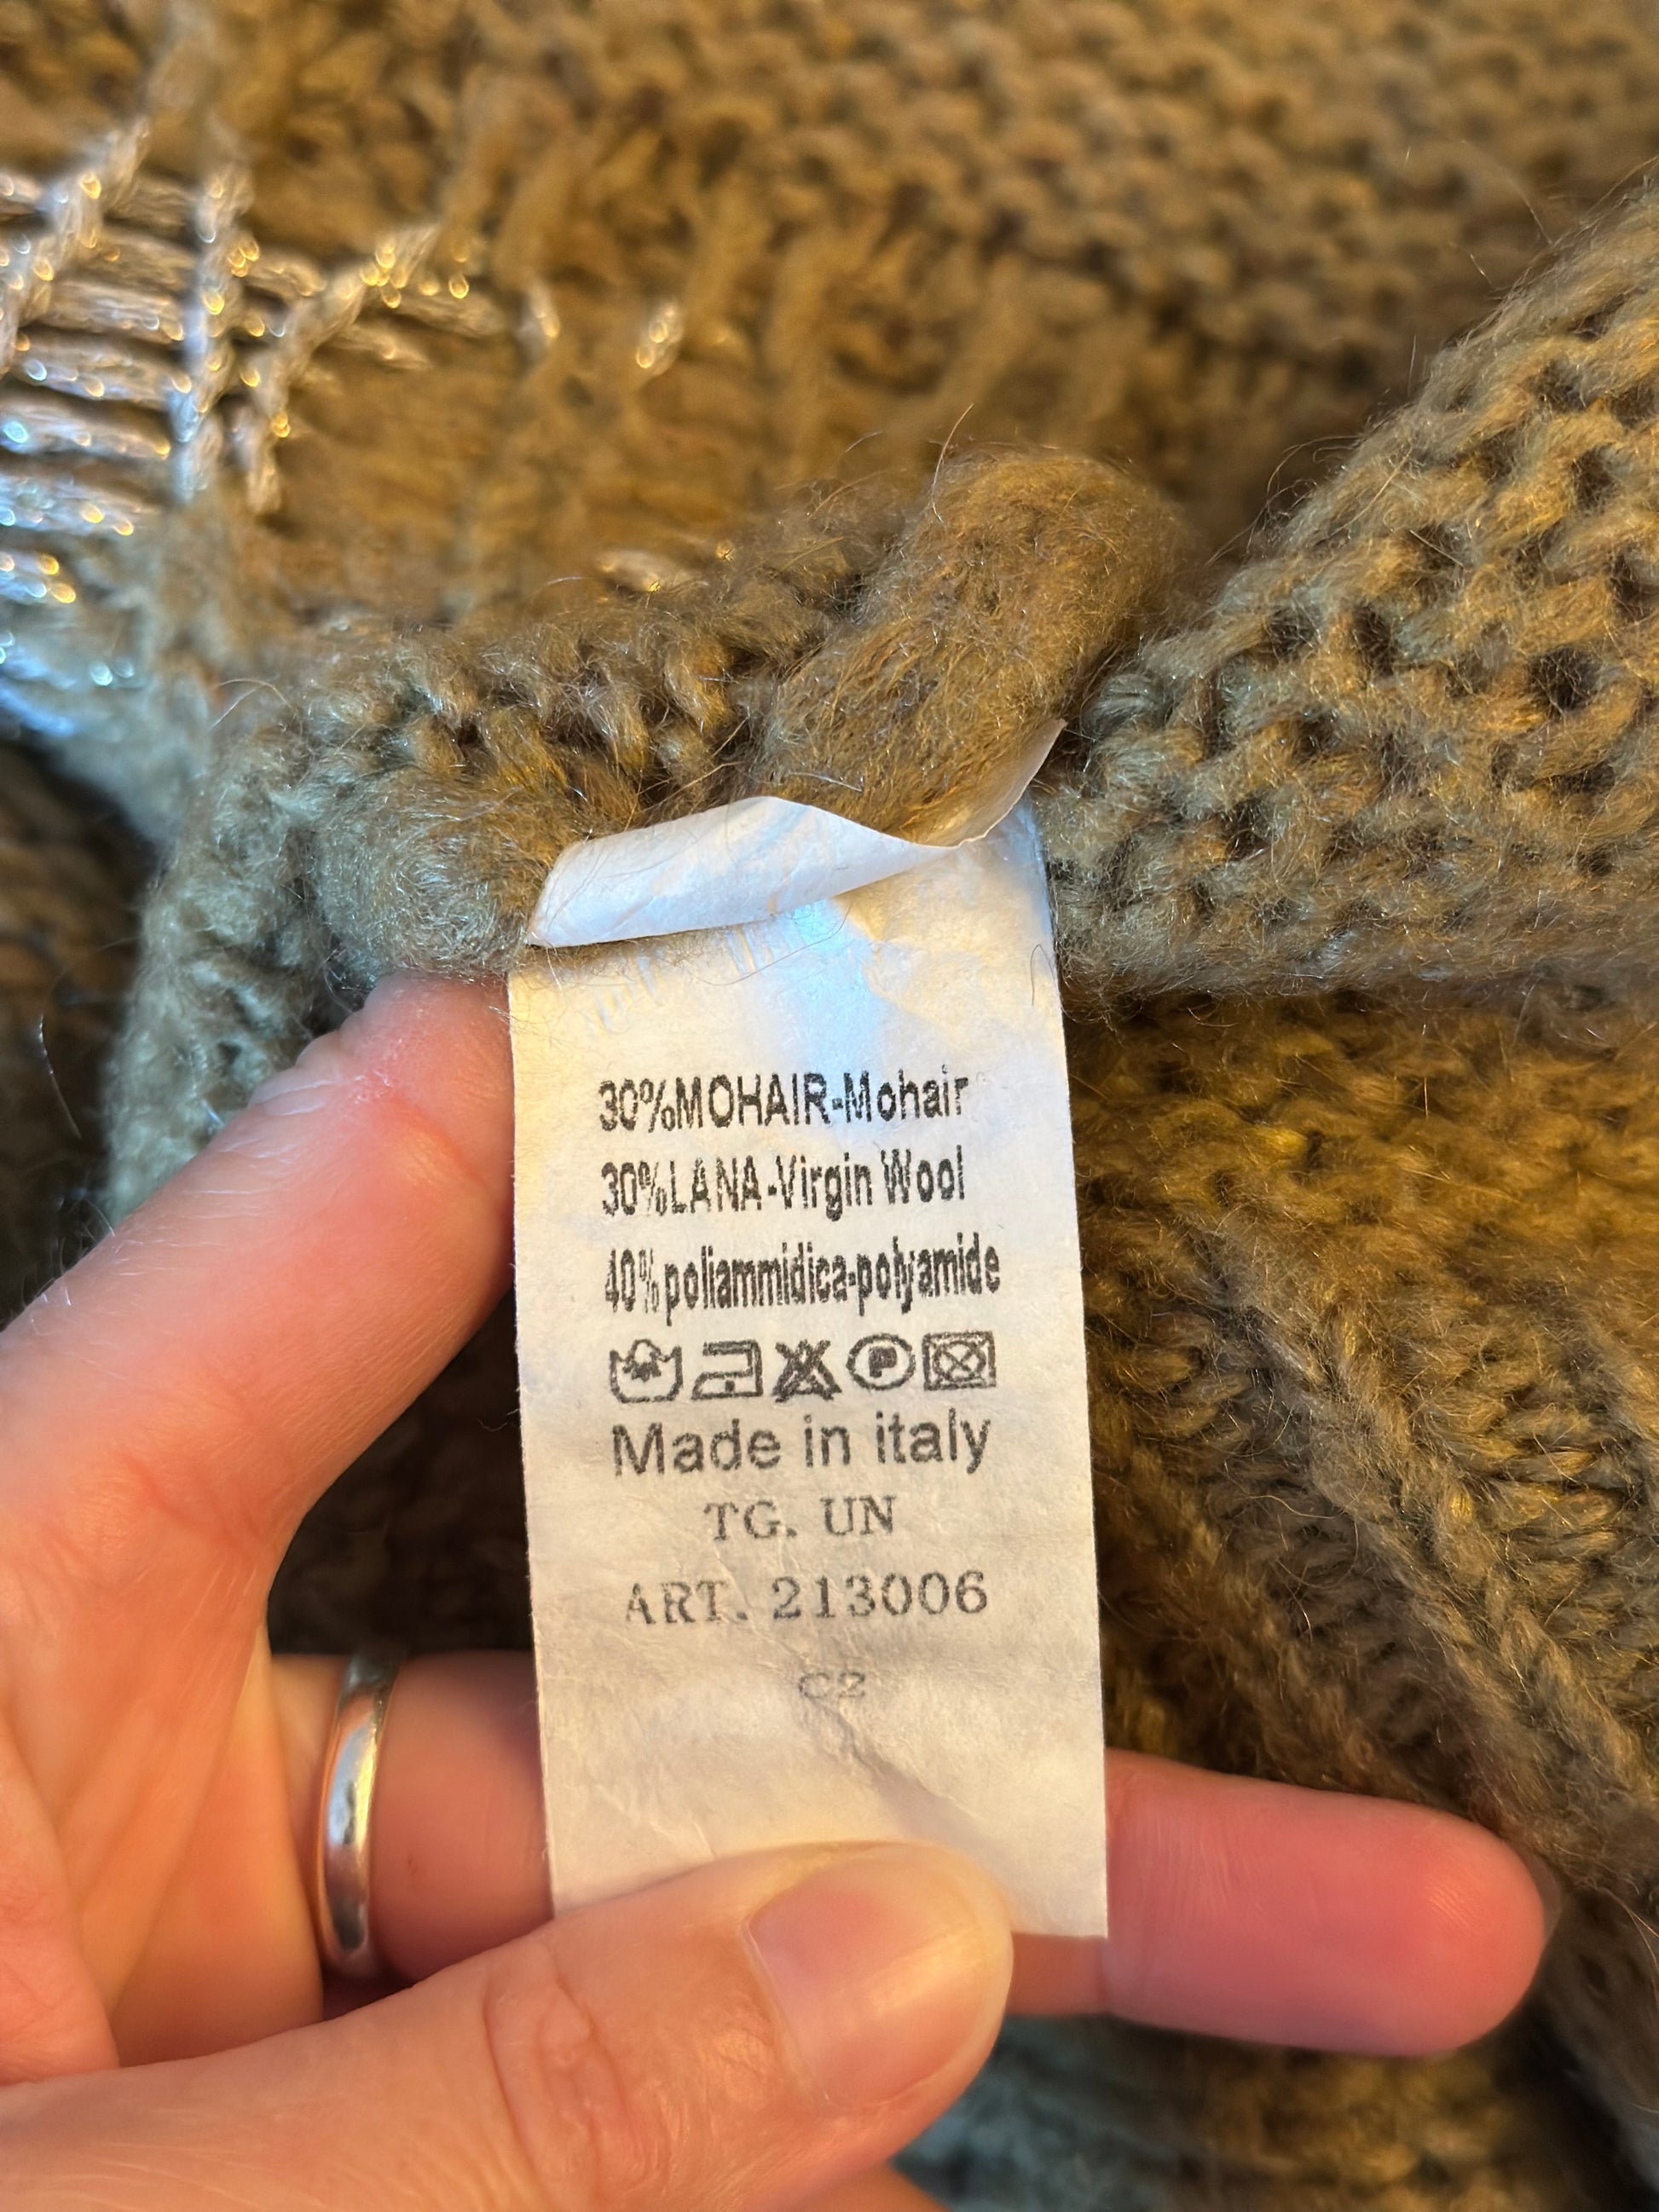 30%MOHAIR-Mohair
30%LANA-Virgin Wool
40%poliammidica-polyamide
P
Made in italy
TG. UN
ART. 213006
C2